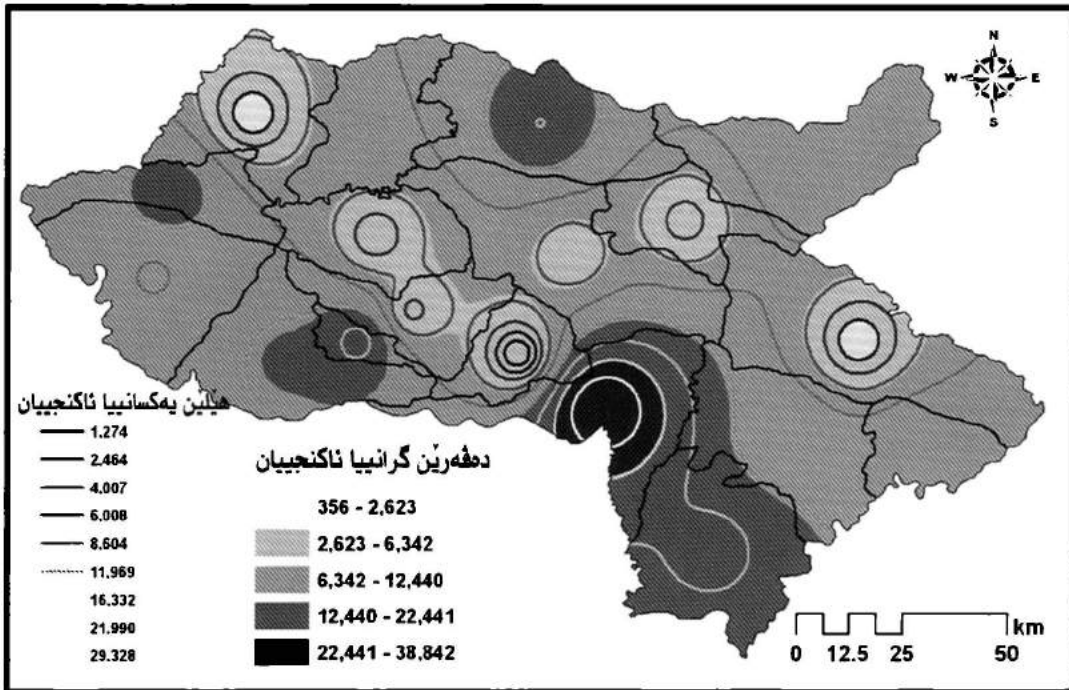 N
W E
S
هێلێن یەکسانییا ئاکنجییان
1.274
2.464
4.007
6.008
8.604
11.969
16.332
21.990
29.328
دەڤەرێن گرانییا ئاکنجییان
356 - 2,623
2,623 - 6,342
6,342 - 12,440
12,440 - 22,441
22,441 - 38,842
km
0 12.5 25 50